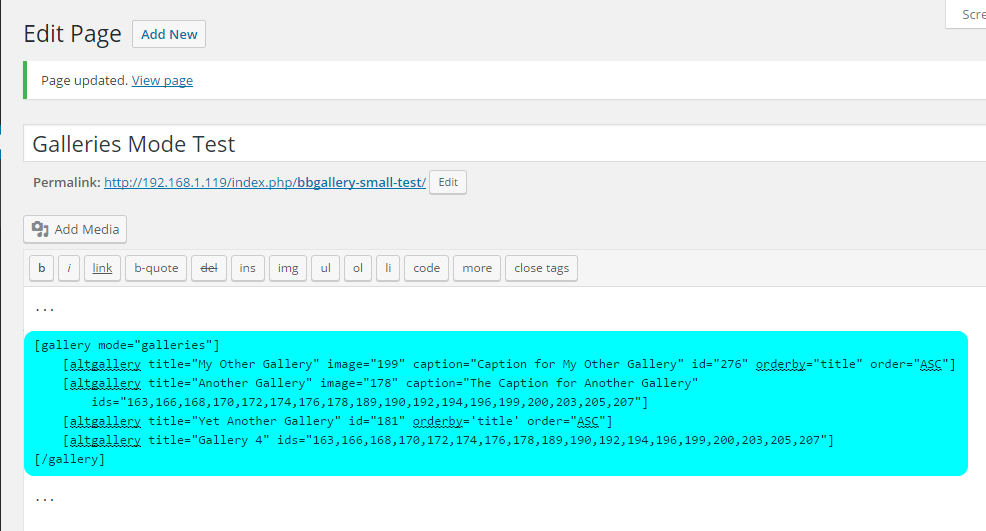 Scre
Edit Page Add New
Page updated. View page
Galleries Mode Test
Permalink: http://192.168.1.119/index.php/bbgallery-small-test/ Edit
Add Media
b i link b-quote del ins img ul ol li code more close tags
...
[gallery mode="galleries"]
[altgallery title="My Other Gallery" image="199" caption="Caption for My Other Gallery" id="276" orderby="title" order="ASC"]
[altgallery title="Another Gallery" image="178" caption="The Caption for Another Gallery"
ids="163,166,168,170,172,174,176,178,189,190,192,194,196,199,200,203,205,207"]
[altgallery title="Yet Another Gallery" id="181" orderby='title' order="ASC"]
[altgallery title="Gallery 4" ids="163,166,168,170,172,174,176,178,189,190,192,194,196,199,200,203,205,207"]
[/gallery]
...